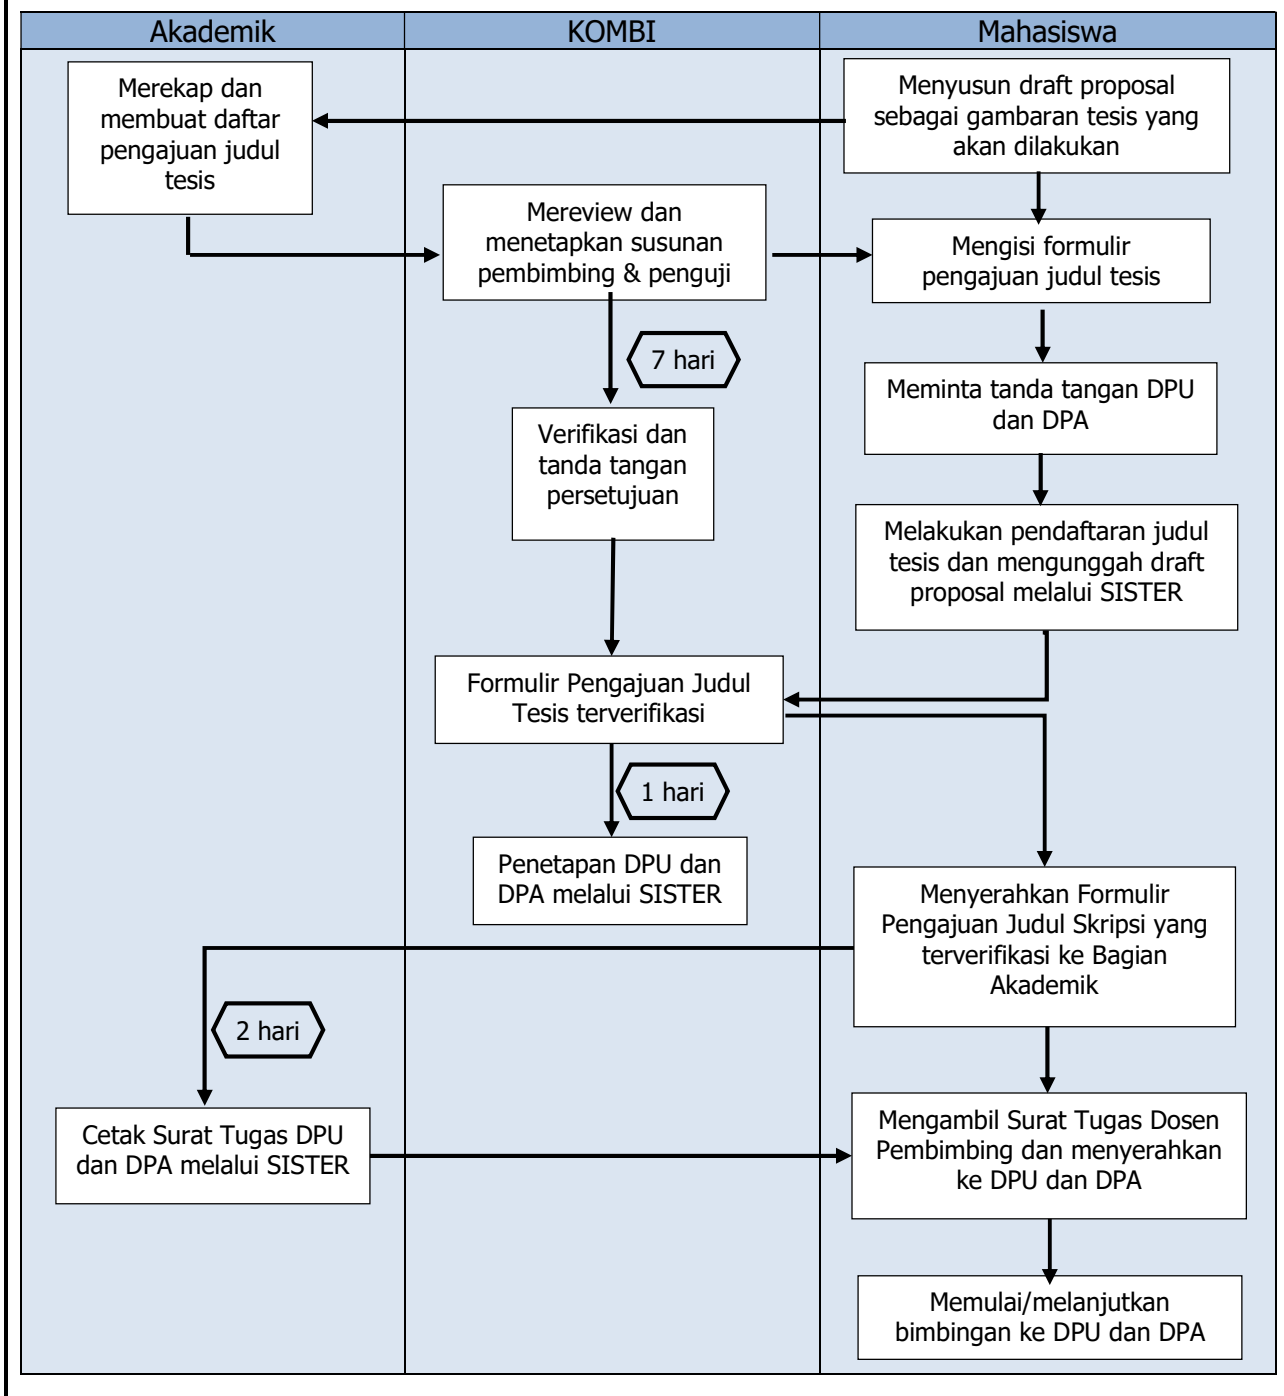 Akademik
KOMBI
Mahasiswa
Merekap dan
membuat daftar
pengajuan judul
tesis
Menyusun draft proposal
sebagai gambaran tesis yang
akan dilakukan
Mereview dan
menetapkan susunan
pembimbing & penguji
Mengisi formulir
pengajuan judul tesis
7 hari
Meminta tanda tangan DPU
dan DPA
Verifikasi dan
tanda tangan
persetujuan
Melakukan pendaftaran judul
tesis dan mengunggah draft
proposal melalui SISTER
Formulir Pengajuan Judul
Tesis terverifikasi
1 hari
Penetapan DPU dan
DPA melalui SISTER
Menyerahkan Formulir
Pengajuan Judul Skripsi yang
terverifikasi ke Bagian
Akademik
2 hari
Cetak Surat Tugas DPU
dan DPA melalui SISTER
Mengambil Surat Tugas Dosen
Pembimbing dan menyerahkan
ke DPU dan DPA
Memulai/melanjutkan
bimbingan ke DPU dan DPA